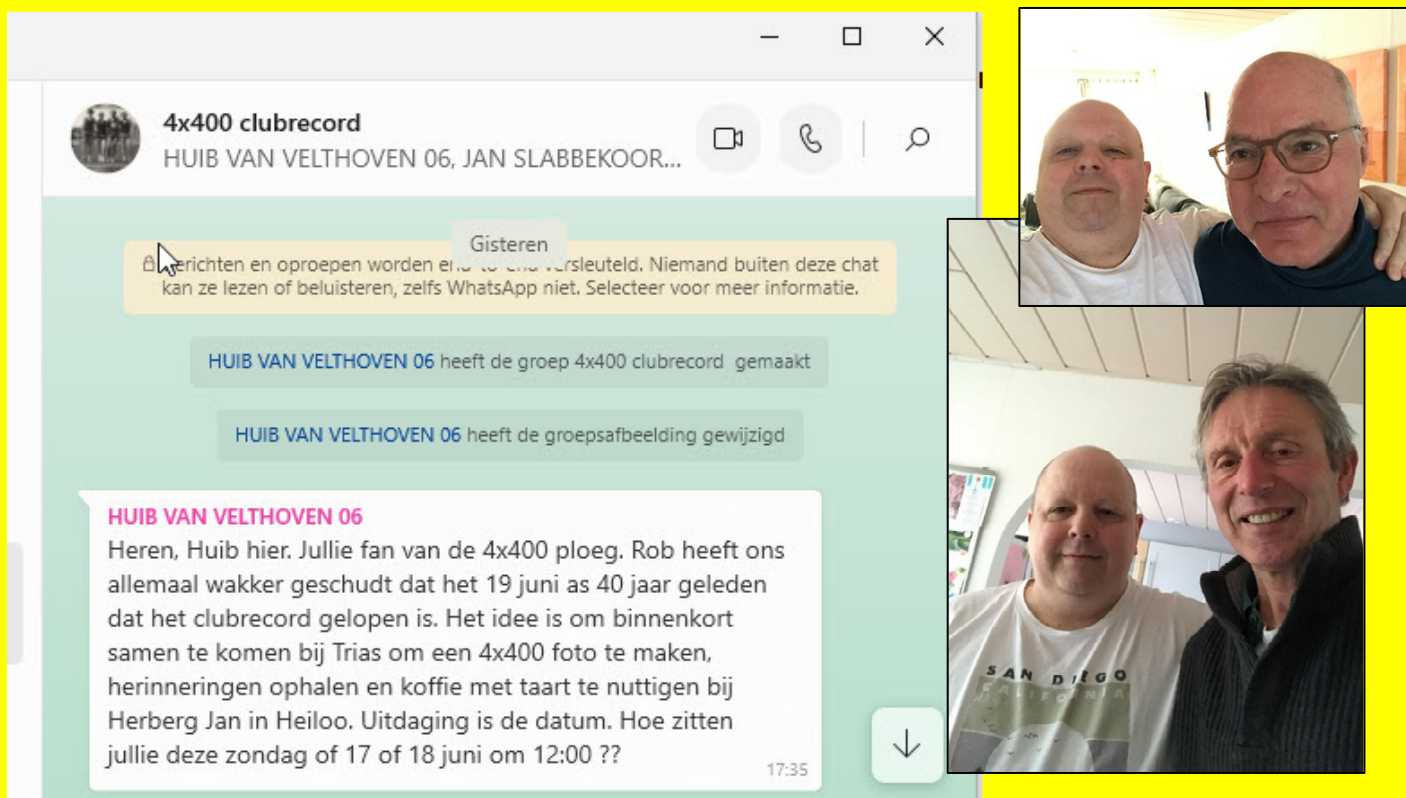 4x400 clubrecord
HUIB VAN VELTHOVEN 06, JAN SLABBEKOOR...
Gisteren
erichten en oproepen worden end-to-end versleuteld. Niemand buiten deze chat
kan ze lezen of beluisteren, zelfs WhatsApp niet. Selecteer voor meer informatie.
HUIB VAN VELTHOVEN 06 heeft de groep 4x400 clubrecord gemaakt
HUIB VAN VELTHOVEN 06 heeft de groepsafbeelding gewijzigd
HUIB VAN VELTHOVEN 06
Heren, Huib hier. Jullie fan van de 4x400 ploeg. Rob heeft ons
allemaal wakker geschudt dat het 19 juni as 40 jaar geleden
dat het clubrecord gelopen is. Het idee is om binnenkort
samen te komen bij Trias om een 4x400 foto te maken,
herinneringen ophalen en koffie met taart te nuttigen bij
Herberg Jan in Heiloo. Uitdaging is de datum. Hoe zitten
jullie deze zondag of 17 of 18 juni om 12:00 ??
17:35
SAN DIEGO
CALIFORNIA